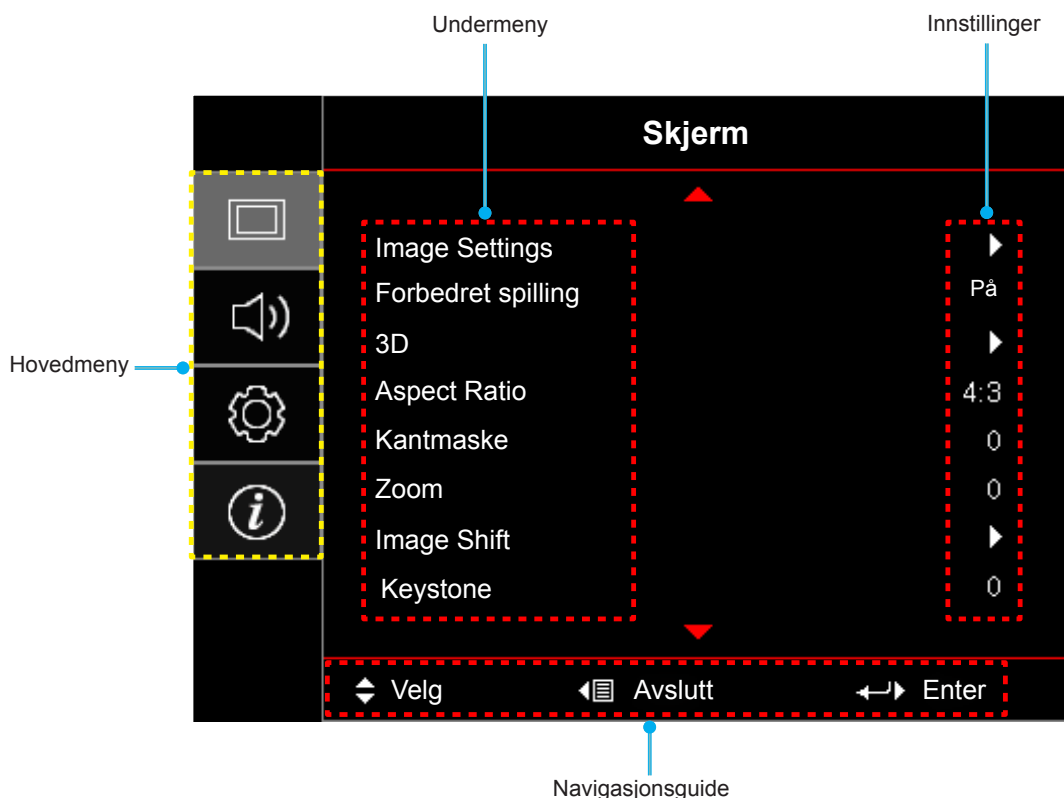 Undermeny
Innstillinger
Skjerm
Image Settings
Forbedret spilling
På
3D
Hovedmeny
Aspect Ratio
4:3
Kantmaske
0
Zoom
0
Image Shift
Keystone
0
Velg
Avslutt
Enter
Navigasjonsguide